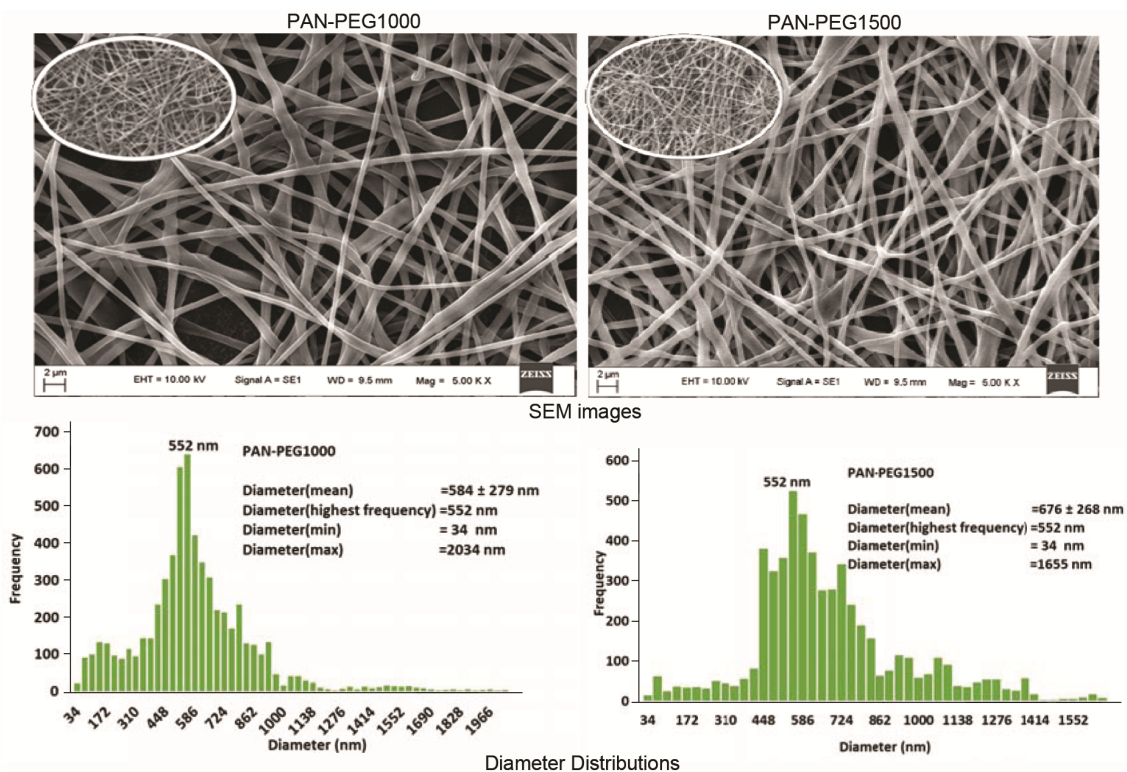 PAN-PEG1000
PAN-PEG1500
2 µm
EHT = 10.00 kV Signal A = SE1 WD = 9.5 mm Mag = 5.00 K X
ZEISS
2 µm
EHT = 10.00 kV Signal A = SE1 WD = 9.5 mm Mag = 5.00 K X
ZEISS
SEM images
700
600
500
400
300
200
100
0
Frequency
552 nm
PAN-PEG1000
Diameter(mean) =584 ± 279 nm
Diameter(highest frequency) =552 nm
Diameter(min) = 34 nm
Diameter(max) =2034 nm
34 172 310 448 586 724 862 1000 1138 1276 1414 1552 1690 1828 1966
Diameter (nm)
600
500
400
300
200
100
0
Frequency
552 nm
PAN-PEG1500
Diameter(mean) =676 ± 268 nm
Diameter(highest frequency) =552 nm
Diameter(min) = 34 nm
Diameter(max) =1655 nm
34 172 310 448 586 724 862 1000 1138 1276 1414 1552
Diameter (nm)
Diameter Distributions